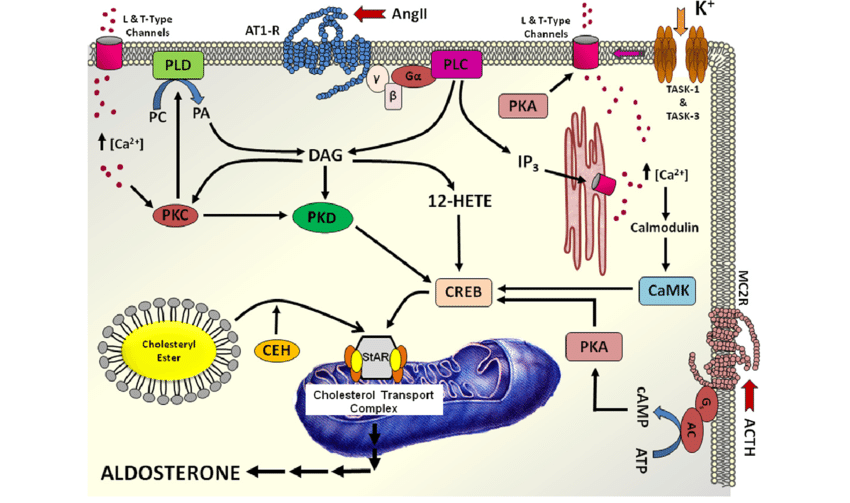 L & T-Type
Channels
AT1-R
AngII
L & T-Type
Channels
K+
PLD
PLC
γ
Gα
β
PKA
TASK-1
&
TASK-3
PC
PA
[Ca²⁺]
DAG
IP₃
[Ca²⁺]
PKC
PKD
12-HETE
Calmodulin
CREB
CaMK
MC2R
Cholesteryl
Ester
CEH
StAR
PKA
Cholesterol Transport
Complex
cAMP
AC
ACTH
ATP
ALDOSTERONE